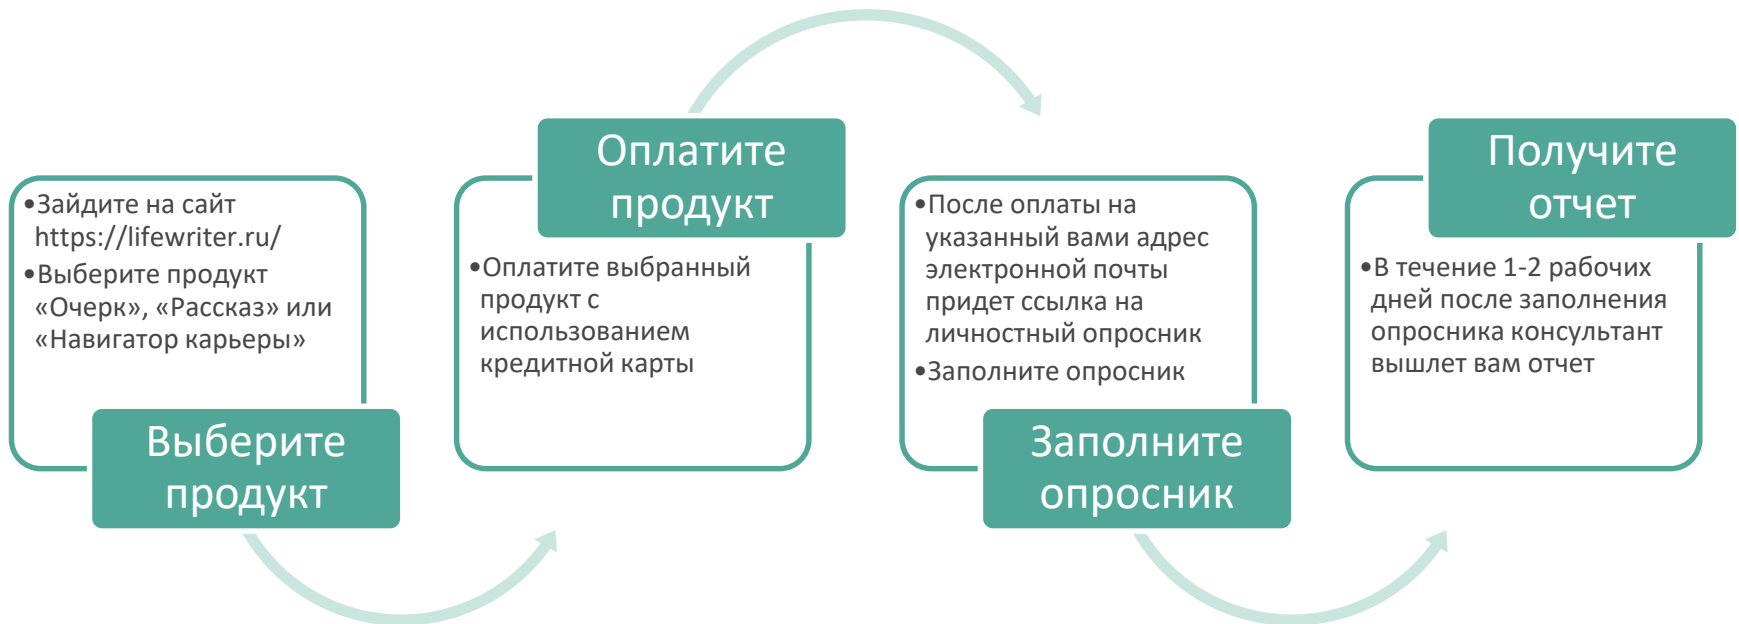 •Зайдите на сайт
https://lifewriter.ru/
•Выберите продукт
«Очерк», «Рассказ» или
«Навигатор карьеры»
Выберите
продукт
Оплатите
продукт
•Оплатите выбранный
продукт с
использованием
кредитной карты
•После оплаты на
указанный вами адрес
электронной почты
придет ссылка на
личностный опросник
•Заполните опросник
Заполните
опросник
Получите
отчет
•В течение 1-2 рабочих
дней после заполнения
опросника консультант
вышлет вам отчет